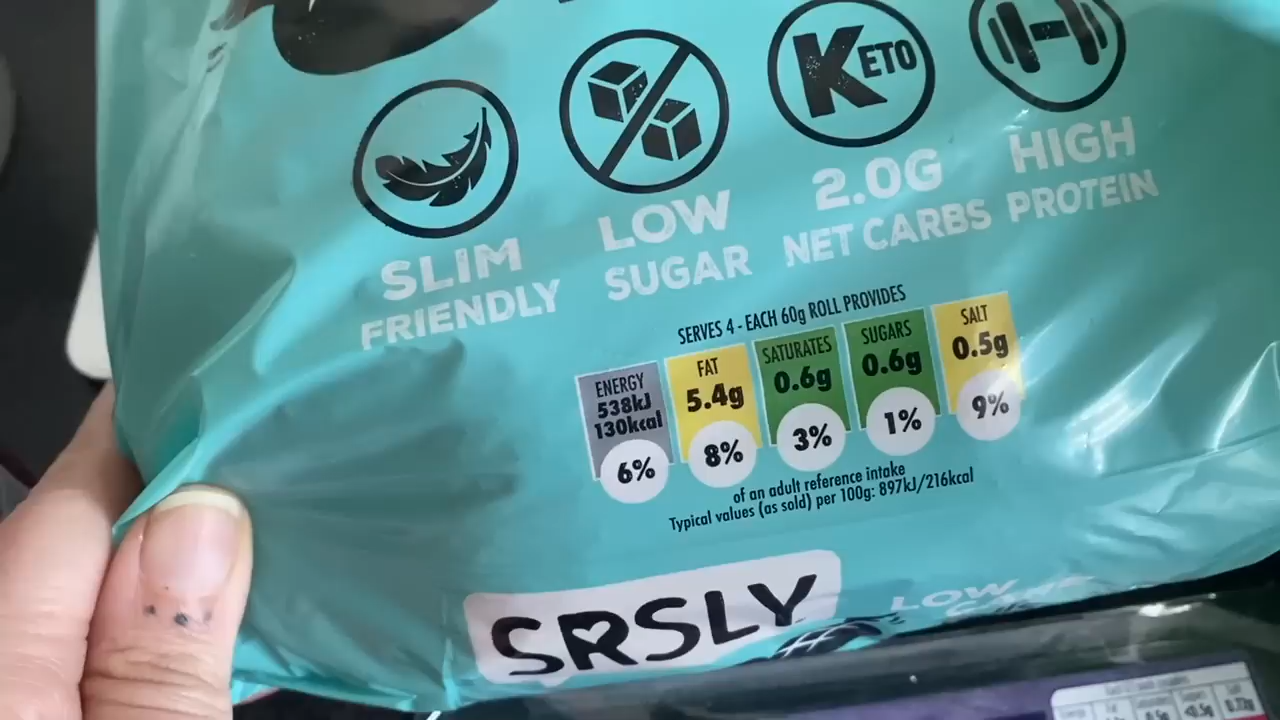 SLIM
FRIENDLY
LOW
SUGAR
KETO
2.0G
NET CARBS
HIGH
PROTEIN
SERVES 4 - EACH 60g ROLL PROVIDES
ENERGY
538kJ
130kcal
6%
FAT
5.4g
8%
SATURATES
0.6g
3%
SUGARS
0.6g
1%
SALT
0.5g
9%
of an adult reference intake
Typical values (as sold) per 100g: 897kJ/216kcal
SRSLY
LOW